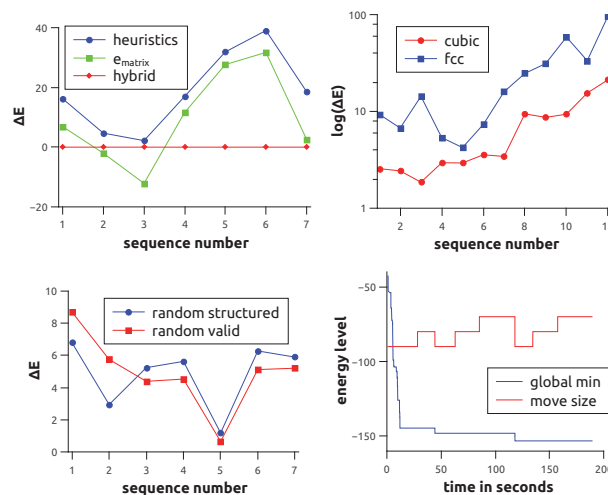 heuristics
e_matrix
hybrid
40
20
0
−20
ΔE
1 2 3 4 5 6 7
sequence number
cubic
fcc
100
10
1
log(ΔE)
2 4 6 8 10 1
sequence number
random structured
random valid
10
8
6
4
2
0
ΔE
1 2 3 4 5 6 7
sequence number
−50
−100
−150
energy level
global min
move size
0 50 100 150 200
time in seconds